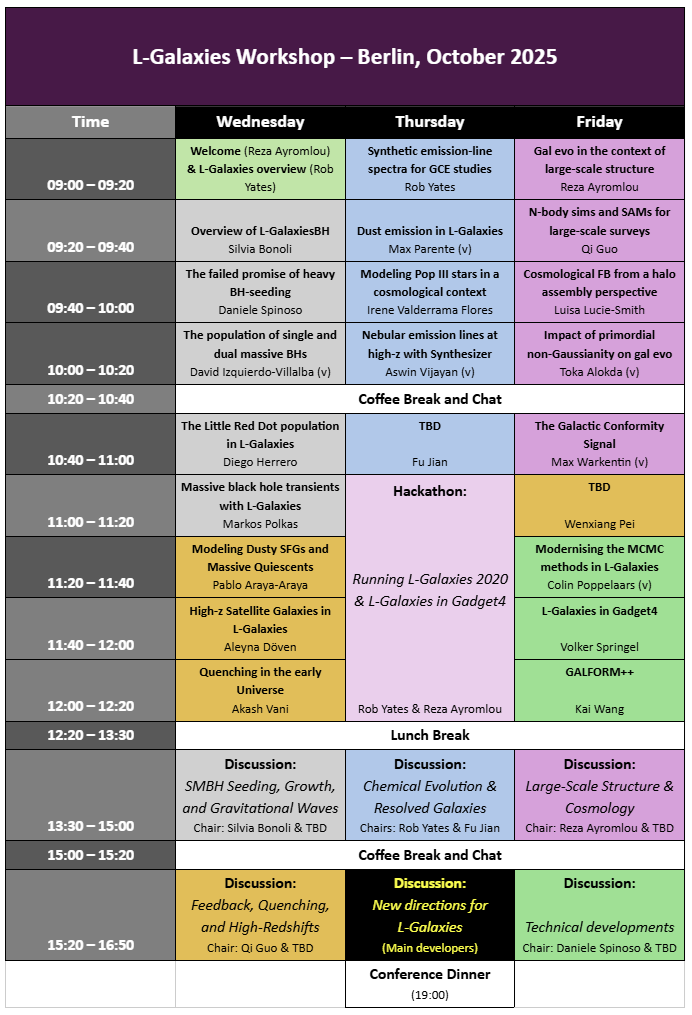 L-Galaxies Workshop – Berlin, October 2025
Time
Wednesday
Thursday
Friday
09:00 – 09:20
Welcome (Reza Ayromlou)
& L-Galaxies overview (Rob
Yates)
Synthetic emission-line
spectra for GCE studies
Rob Yates
Gal evo in the context of
large-scale structure
Reza Ayromlou
09:20 – 09:40
Overview of L-GalaxiesBH
Silvia Bonoli
Dust emission in L-Galaxies
Max Parente (v)
N-body sims and SAMs for
large-scale surveys
Qi Guo
09:40 – 10:00
The failed promise of heavy
BH-seeding
Daniele Spinoso
Modeling Pop III stars in a
cosmological context
Irene Valderrama Flores
Cosmological FB from a halo
assembly perspective
Luisa Lucie-Smith
10:00 – 10:20
The population of single and
dual massive BHs
David Izquierdo-Villalba (v)
Nebular emission lines at
high-z with Synthesizer
Aswin Vijayan (v)
Impact of primordial
non-Gaussianity on gal evo
Toka Alokda (v)
10:20 – 10:40
Coffee Break and Chat
10:40 – 11:00
The Little Red Dot population
in L-Galaxies
Diego Herrero
TBD
Fu Jian
The Galactic Conformity
Signal
Max Warkentin (v)
11:00 – 11:20
Massive black hole transients
with L-Galaxies
Markos Polkas
Hackathon:
Running L-Galaxies 2020
& L-Galaxies in Gadget4
Rob Yates & Reza Ayromlou
TBD
Wenxiang Pei
11:20 – 11:40
Modeling Dusty SFGs and
Massive Quiescents
Pablo Araya-Araya
Modernising the MCMC
methods in L-Galaxies
Colin Poppelaars (v)
11:40 – 12:00
High-z Satellite Galaxies in
L-Galaxies
Aleyna Döven
L-Galaxies in Gadget4
Volker Springel
12:00 – 12:20
Quenching in the early
Universe
Akash Vani
GALFORM++
Kai Wang
12:20 – 13:30
Lunch Break
13:30 – 15:00
Discussion:
SMBH Seeding, Growth,
and Gravitational Waves
Chair: Silvia Bonoli & TBD
Discussion:
Chemical Evolution &
Resolved Galaxies
Chairs: Rob Yates & Fu Jian
Discussion:
Large-Scale Structure &
Cosmology
Chair: Reza Ayromlou & TBD
15:00 – 15:20
Coffee Break and Chat
15:20 – 16:50
Discussion:
Feedback, Quenching,
and High-Redshifts
Chair: Qi Guo & TBD
Discussion:
New directions for
L-Galaxies
(Main developers)
Discussion:
Technical developments
Chair: Daniele Spinoso & TBD
Conference Dinner
(19:00)